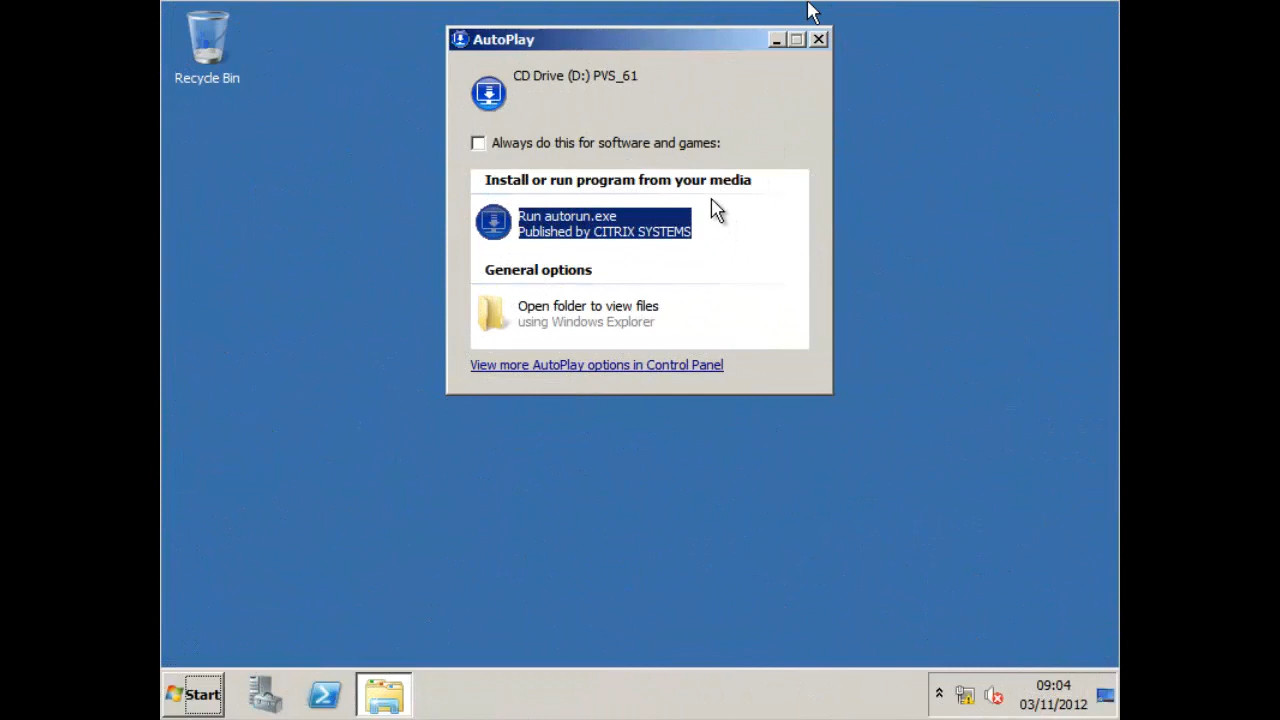 Recycle Bin
AutoPlay
CD Drive (D:) PVS_61
Always do this for software and games:
Install or run program from your media
Run autorun.exe
Published by CITRIX SYSTEMS
General options
Open folder to view files
using Windows Explorer
View more AutoPlay options in Control Panel
Start
09:04
03/11/2012